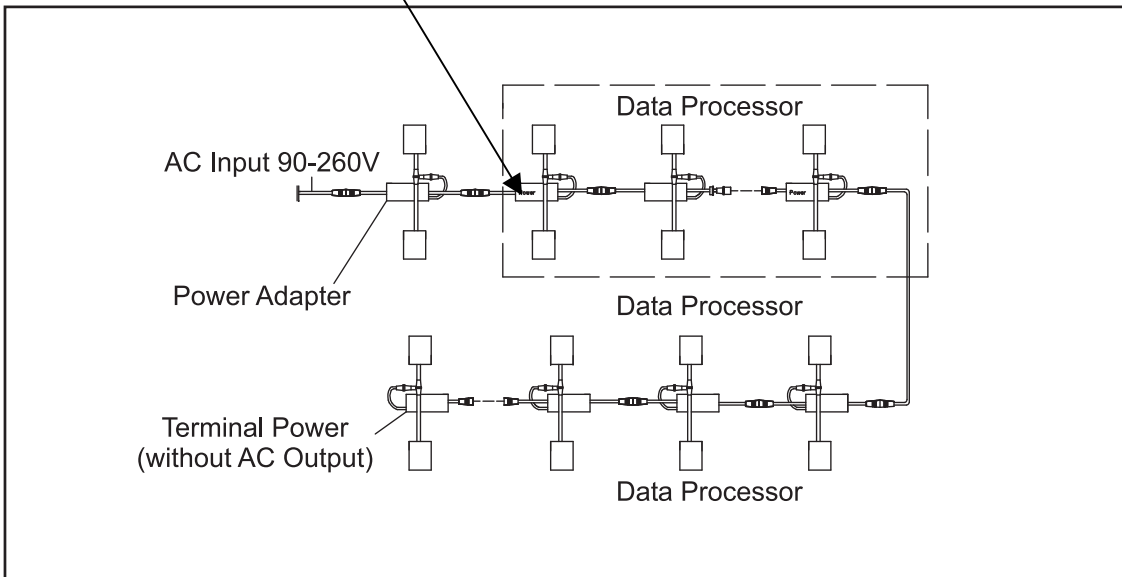 Data Processor
AC Input 90-260V
Power
Power
Power Adapter
Data Processor
Terminal Power
(without AC Output)
Data Processor